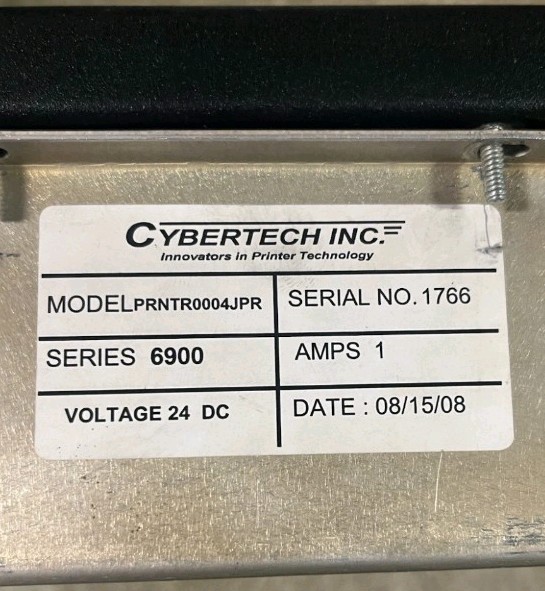 CYBERTECH INC.
Innovators in Printer Technology
MODEL PRNTR0004JPR
SERIAL NO. 1766
SERIES 6900
AMPS 1
VOLTAGE 24 DC
DATE : 08/15/08